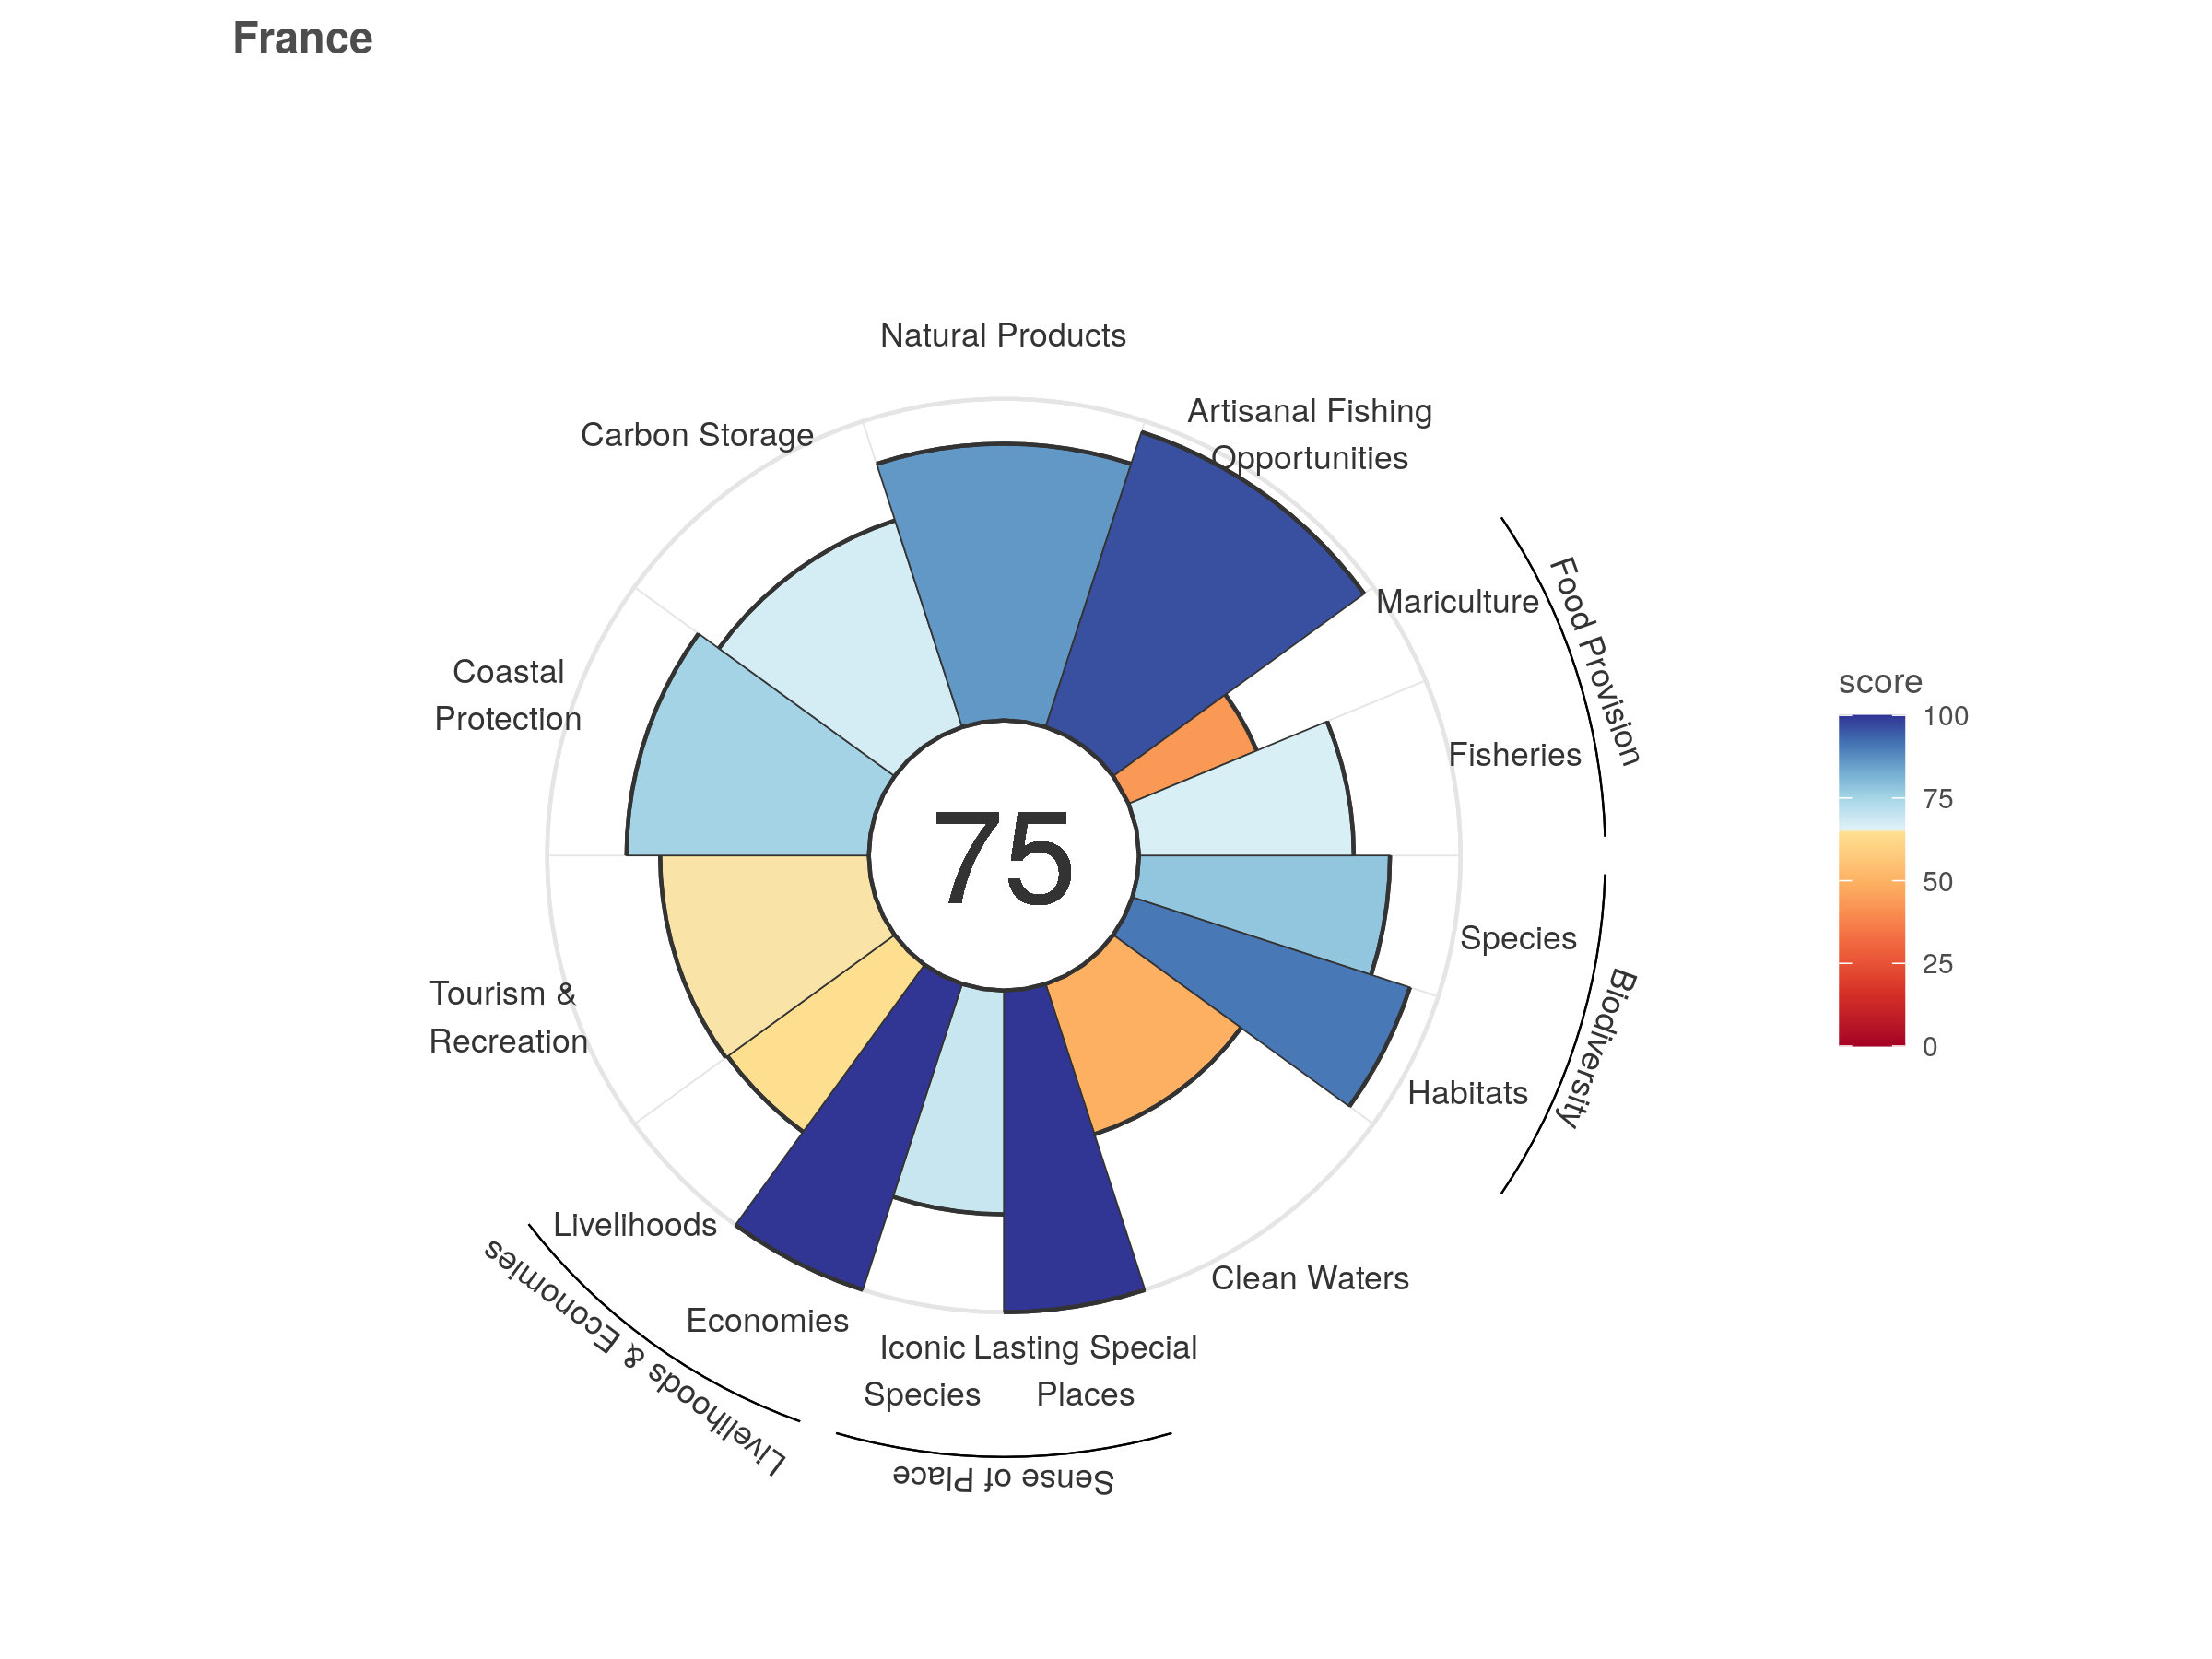 France
Natural Products
Artisanal Fishing
Opportunities
Carbon Storage
Mariculture
Food Provision
Coastal
Protection
Fisheries
75
Species
Biodiversity
Tourism &
Recreation
Habitats
Livelihoods
Clean Waters
Economies
Livelihoods & Economies
Iconic
Species
Lasting Special
Places
Sense of Place
score
100
75
50
25
0